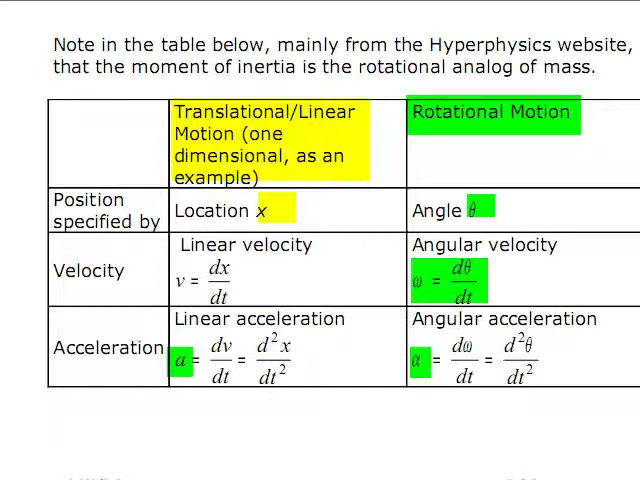 Note in the table below, mainly from the Hyperphysics website,
that the moment of inertia is the rotational analog of mass.
Translational/Linear
Motion (one
dimensional, as an
example)
Rotational Motion
Position
specified by
Location x
Angle θ
Velocity
Linear velocity
v = dx/dt
Angular velocity
ω = dθ/dt
Acceleration
Linear acceleration
a = dv/dt = d²x/dt²
Angular acceleration
α = dω/dt = d²θ/dt²